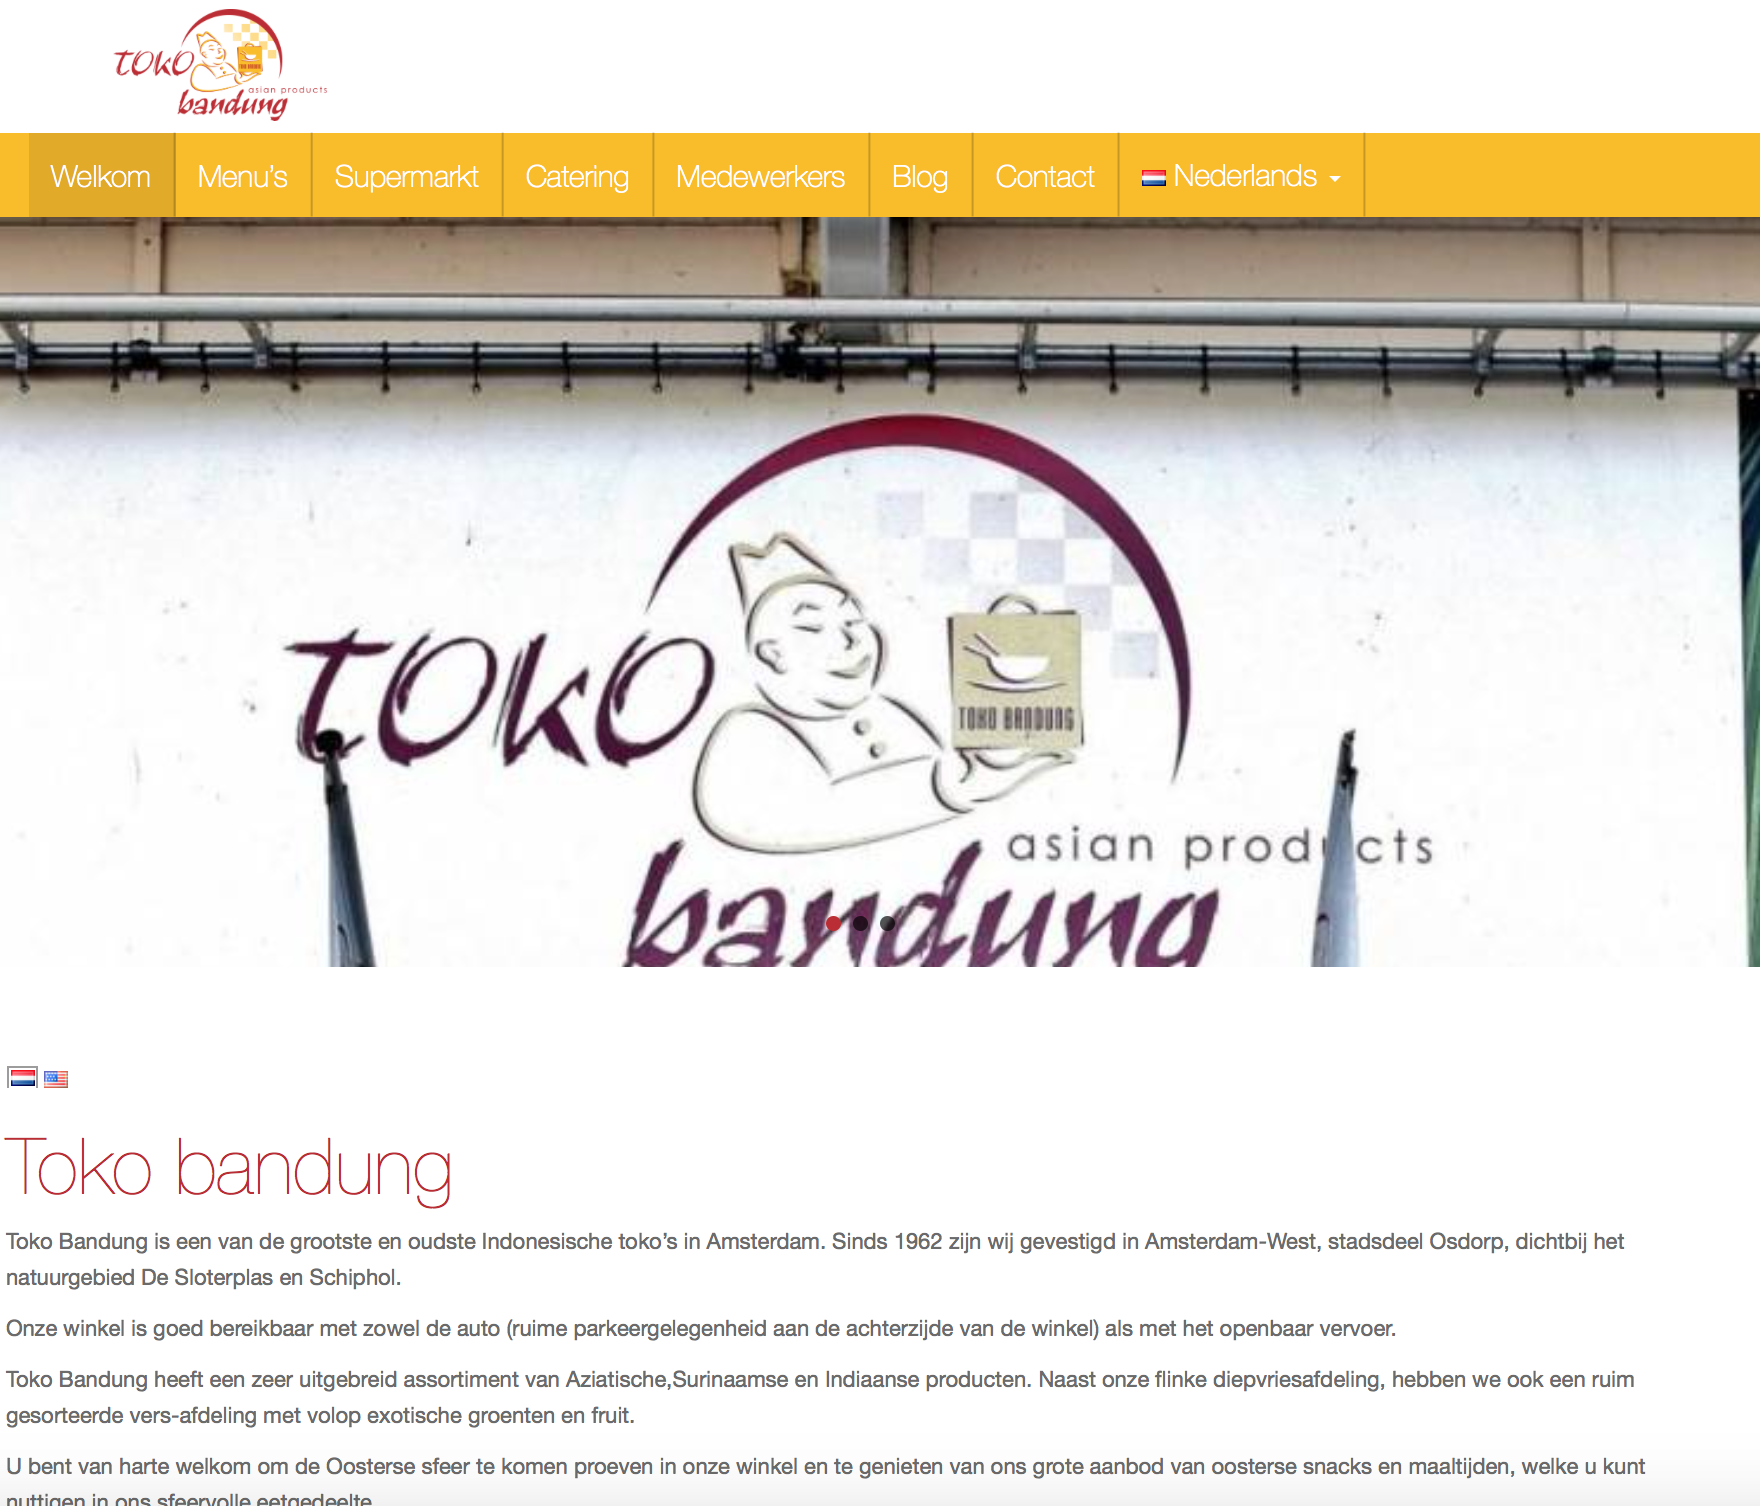 TOKO
TOKO BANDUNG
asian products
bandung
Welkom Menu's Supermarkt Catering Medewerkers Blog Contact Nederlands
TOKO
TOKO BANDUNG
asian products
bandung
Toko bandung
Toko Bandung is een van de grootste en oudste Indonesische toko’s in Amsterdam. Sinds 1962 zijn wij gevestigd in Amsterdam-West, stadsdeel Osdorp, dichtbij het
natuurgebied De Sloterplas en Schiphol.
Onze winkel is goed bereikbaar met zowel de auto (ruime parkeergelegenheid aan de achterzijde van de winkel) als met het openbaar vervoer.
Toko Bandung heeft een zeer uitgebreid assortiment van Aziatische,Surinaamse en Indiaanse producten. Naast onze flinke diepvriesafdeling, hebben we ook een ruim
gesorteerde vers-afdeling met volop exotische groenten en fruit.
U bent van harte welkom om de Oosterse sfeer te komen proeven in onze winkel en te genieten van ons grote aanbod van oosterse snacks en maaltijden, welke u kunt
nuttigen in ons sfeervolle eetgedeelte.